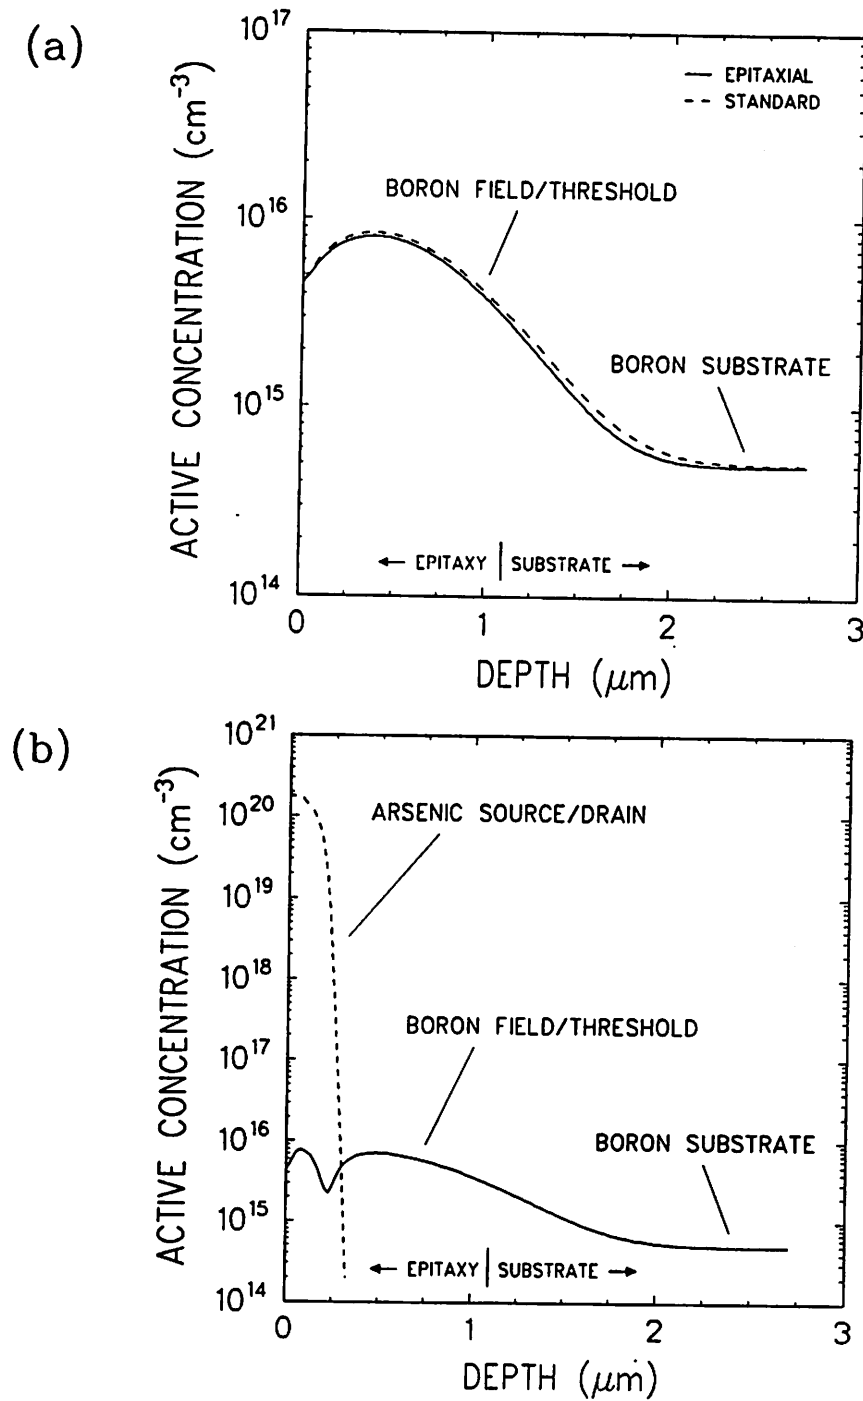 (a)
10^17
10^16
10^15
10^14
ACTIVE CONCENTRATION (cm^-3)
EPITAXIAL
STANDARD
BORON FIELD/THRESHOLD
BORON SUBSTRATE
← EPITAXY | SUBSTRATE →
0 1 2 3
DEPTH (μm)
(b)
10^21
10^20
10^19
10^18
10^17
10^16
10^15
10^14
ACTIVE CONCENTRATION (cm^-3)
ARSENIC SOURCE/DRAIN
BORON FIELD/THRESHOLD
BORON SUBSTRATE
← EPITAXY | SUBSTRATE →
0 1 2 3
DEPTH (μm)